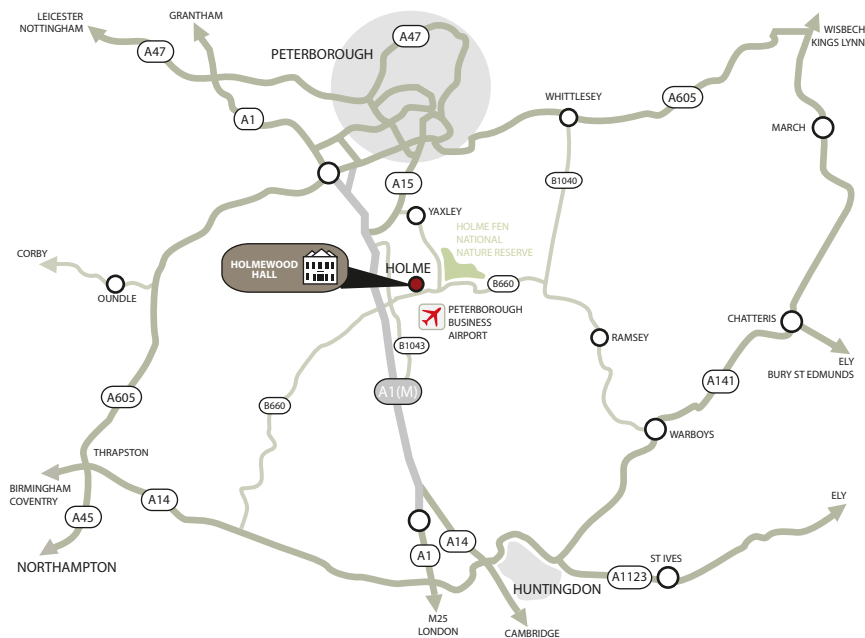 LEICESTER
NOTTINGHAM
GRANTHAM
A47
A47
PETERBOROUGH
WISBECH
KINGS LYNN
A605
WHITTLESEY
A1
MARCH
A15
B1040
YAXLEY
HOLME FEN
NATIONAL
NATURE RESERVE
CORBY
OUNDLE
HOLMEWOOD
HALL
HOLME
B660
PETERBOROUGH
BUSINESS
AIRPORT
CHATTERIS
RAMSEY
B1043
ELY
BURY ST EDMUNDS
A141
A1(M)
A605
B660
WARBOYS
THRAPSTON
BIRMINGHAM
COVENTRY
A14
A45
ELY
NORTHAMPTON
A1
A14
ST IVES
A1123
HUNTINGDON
M25
LONDON
CAMBRIDGE